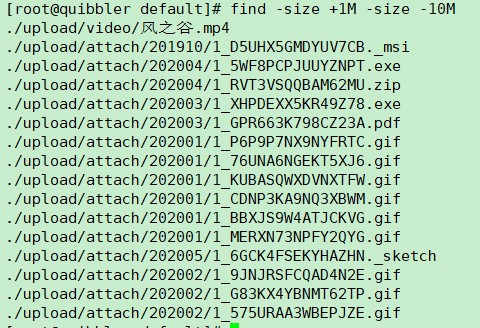 [root@quibbler default]# find -size +1M -size -10M
./upload/video/风之谷.mp4
./upload/attach/201910/1_D5UHX5GMDYUV7CB._msi
./upload/attach/202004/1_5WF8PCPJUUYZNPT.exe
./upload/attach/202004/1_RVT3VSQQBAM62MU.zip
./upload/attach/202003/1_XHPDEXX5KR49Z78.exe
./upload/attach/202003/1_GPR663K798CZ23A.pdf
./upload/attach/202001/1_P6P9P7NX9NYFRTC.gif
./upload/attach/202001/1_76UNA6NGEKT5XJ6.gif
./upload/attach/202001/1_KUBASQWXDVNXTFW.gif
./upload/attach/202001/1_CDNP3KA9NQ3XBWM.gif
./upload/attach/202001/1_BBXJS9W4ATJCKVG.gif
./upload/attach/202001/1_MERXN73NPFY2QYG.gif
./upload/attach/202005/1_6GCK4FSEKYHAZHN._sketch
./upload/attach/202002/1_9JNJRSFCQAD4N2E.gif
./upload/attach/202002/1_G83KX4YBNMT62TP.gif
./upload/attach/202002/1_575URAA3WBEPJZE.gif
[root@quibbler default]#